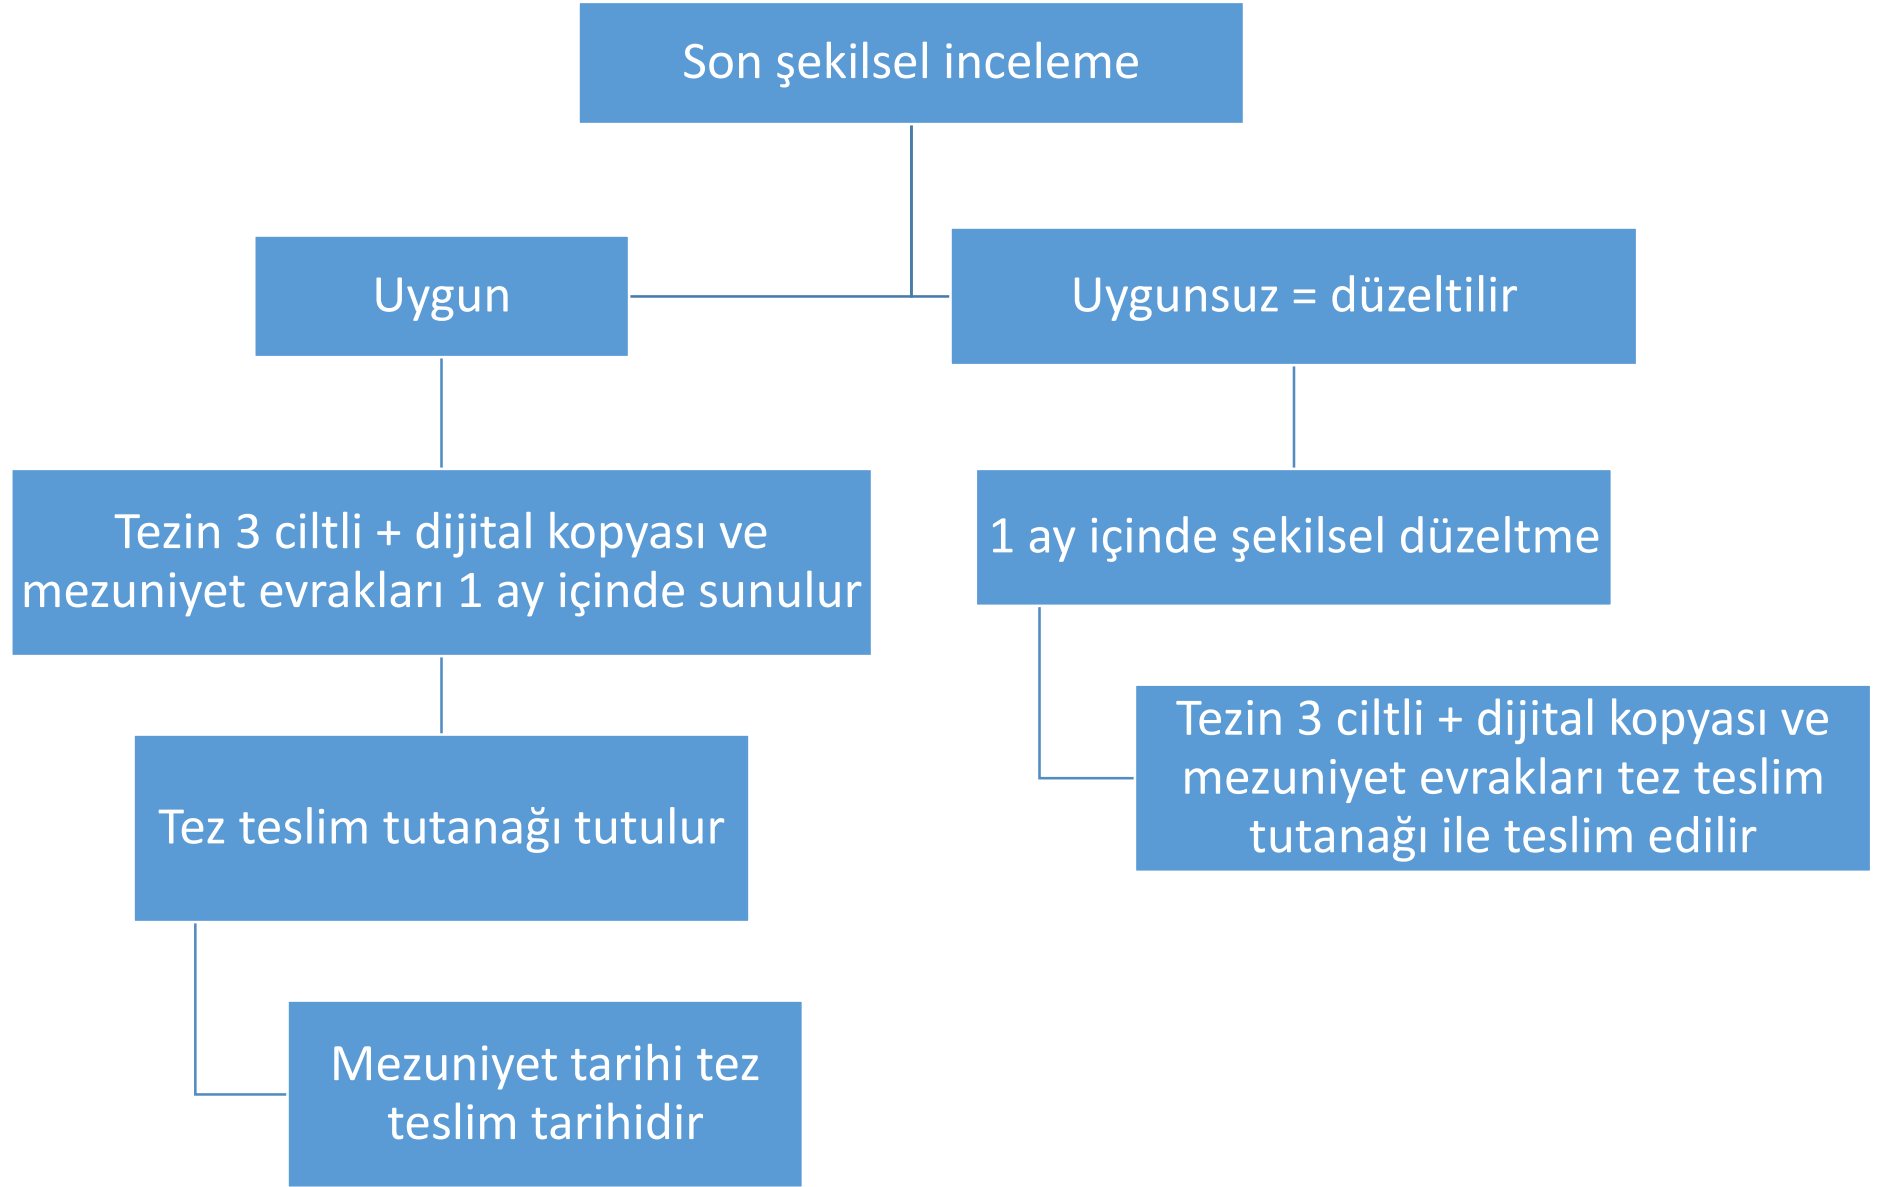 Son şekilsel inceleme
Uygun
Uygunsuz = düzeltilir
Tezin 3 ciltli + dijital kopyası ve
mezuniyet evrakları 1 ay içinde sunulur
1 ay içinde şekilsel düzeltme
Tez teslim tutanağı tutulur
Tezin 3 ciltli + dijital kopyası ve
mezuniyet evrakları tez teslim
tutanağı ile teslim edilir
Mezuniyet tarihi tez
teslim tarihidir